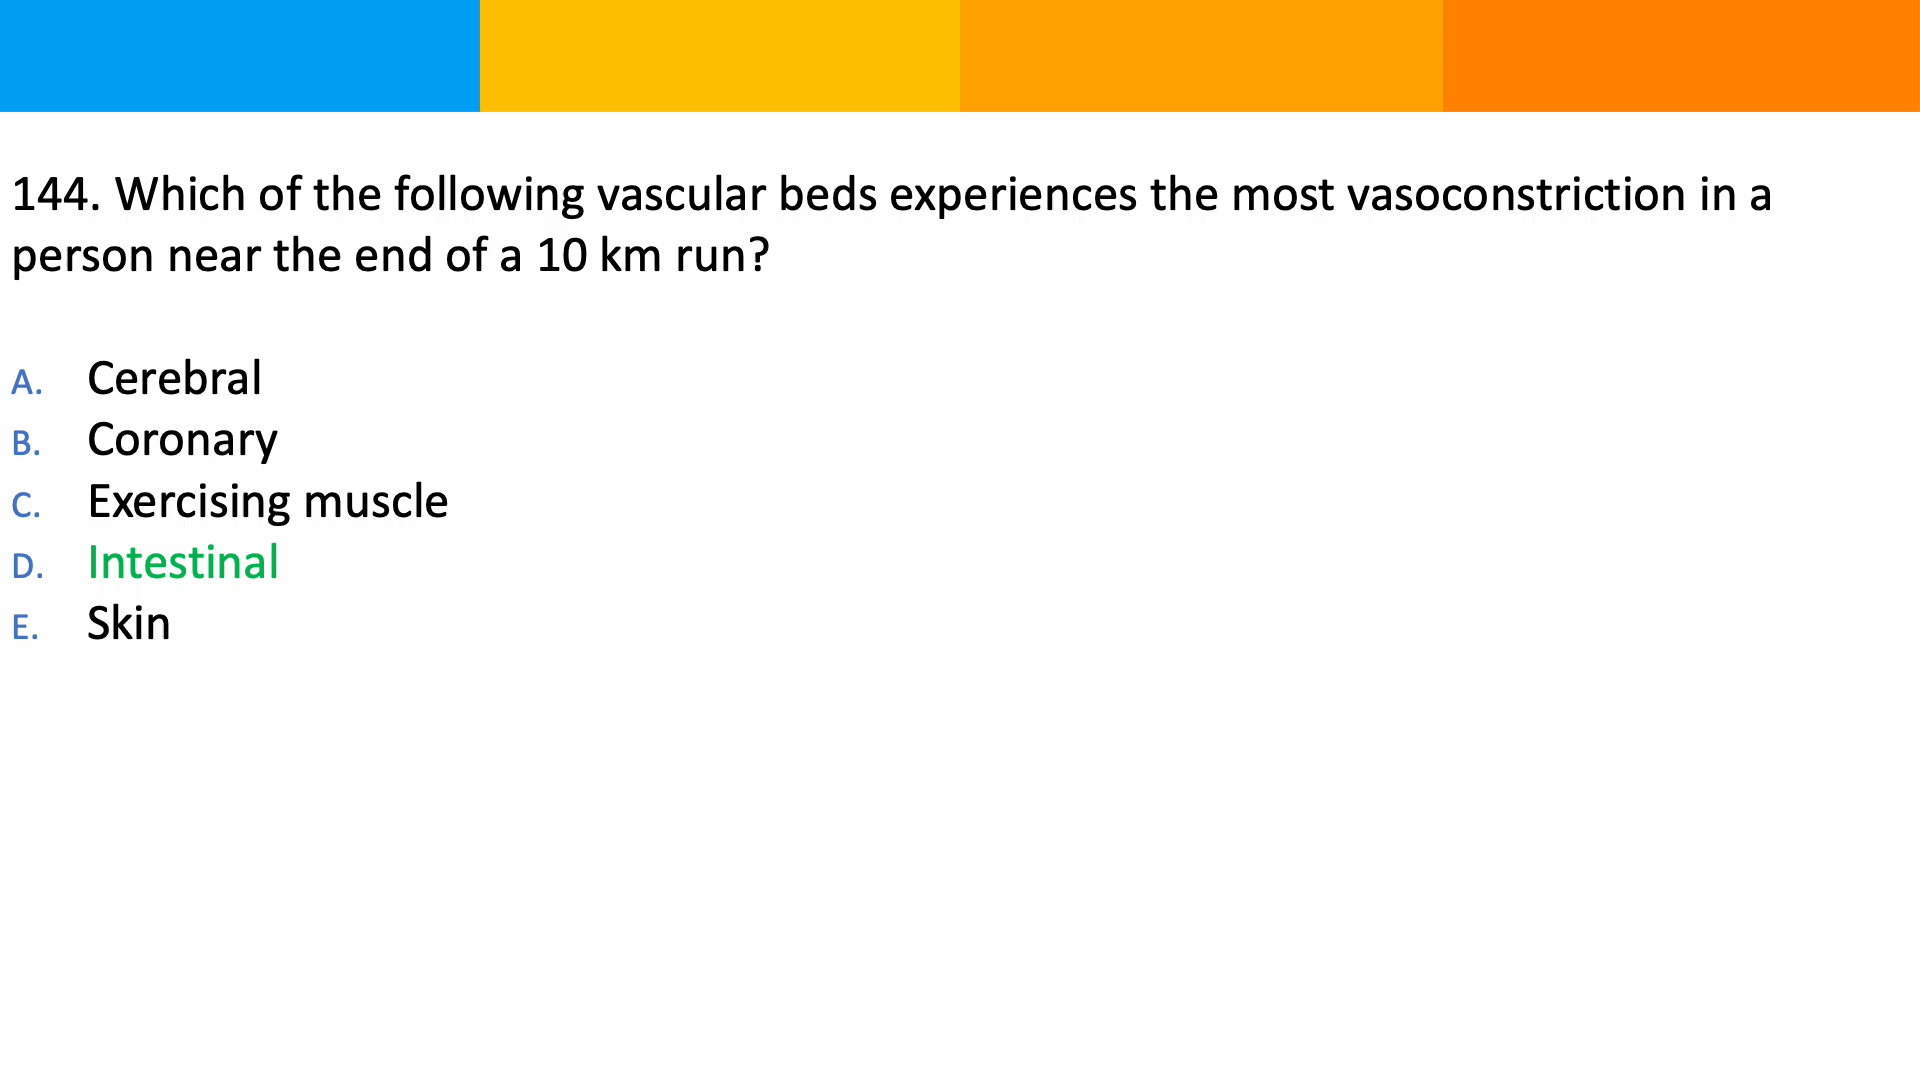 144. Which of the following vascular beds experiences the most vasoconstriction in a
person near the end of a 10 km run?
A. Cerebral
B. Coronary
C. Exercising muscle
D. Intestinal
E. Skin